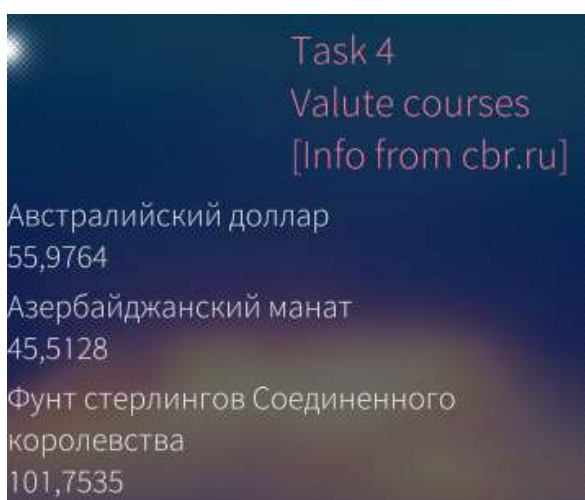 Task 4
Valute courses
[Info from cbr.ru]
Австралийский доллар
55,9764
Азербайджанский манат
45,5128
Фунт стерлингов Соединенного
королевства
101,7535